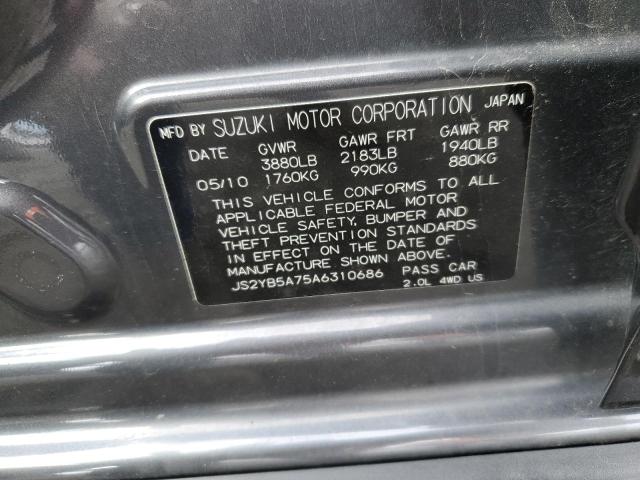 MFD BY SUZUKI MOTOR CORPORATION JAPAN
DATE GVWR GAWR FRT GAWR RR
3880LB 2183LB 1940LB
05/10 1760KG 990KG 880KG
THIS VEHICLE CONFORMS TO ALL
APPLICABLE FEDERAL MOTOR
VEHICLE SAFETY, BUMPER AND
THEFT PREVENTION STANDARDS
IN EFFECT ON THE DATE OF
MANUFACTURE SHOWN ABOVE.
JS2YB5A75A6310686 PASS CAR
2.0L 4WD US